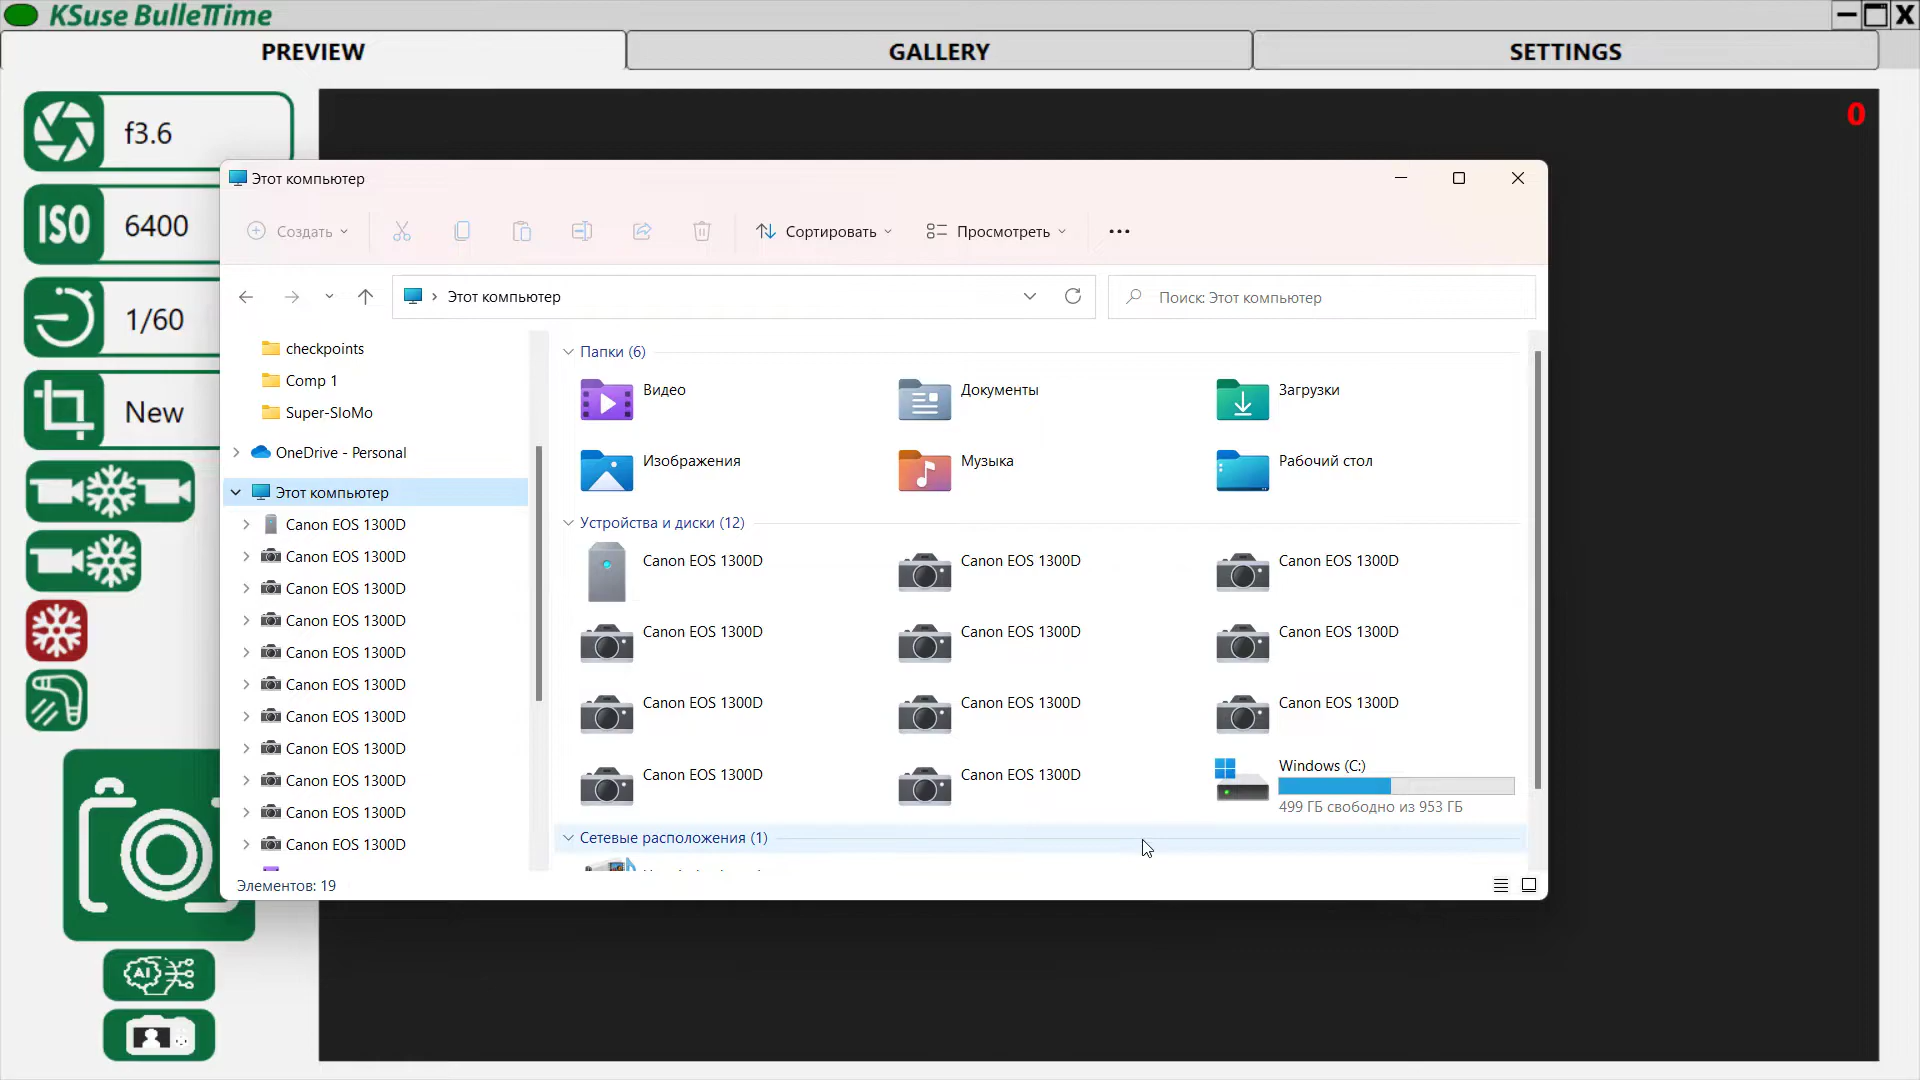 KSuse BulleTTime
PREVIEW
GALLERY
SETTINGS
f3.6
0
ISO
6400
1/60
New
AI
Этот компьютер
Создать
Сортировать
Просмотреть
Этот компьютер
Поиск: Этот компьютер
checkpoints
Comp 1
Super-SloMo
OneDrive - Personal
Этот компьютер
Canon EOS 1300D
Canon EOS 1300D
Canon EOS 1300D
Canon EOS 1300D
Canon EOS 1300D
Canon EOS 1300D
Canon EOS 1300D
Canon EOS 1300D
Canon EOS 1300D
Canon EOS 1300D
Canon EOS 1300D
Папки (6)
Видео
Документы
Загрузки
Изображения
Музыка
Рабочий стол
Устройства и диски (12)
Canon EOS 1300D
Canon EOS 1300D
Canon EOS 1300D
Canon EOS 1300D
Canon EOS 1300D
Canon EOS 1300D
Canon EOS 1300D
Canon EOS 1300D
Canon EOS 1300D
Canon EOS 1300D
Canon EOS 1300D
Windows (C:)
499 ГБ свободно из 953 ГБ
Сетевые расположения (1)
Элементов: 19